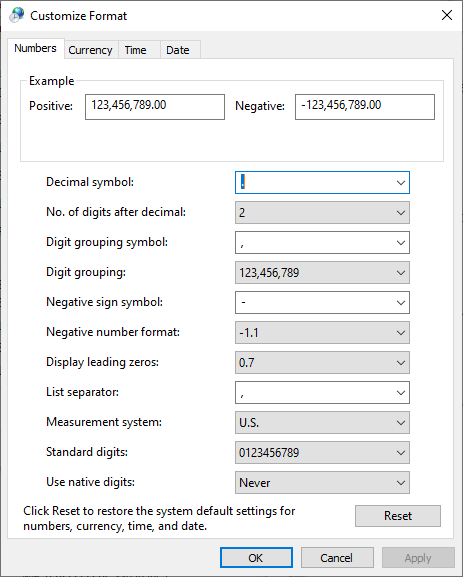 Customize Format
Numbers Currency Time Date
Example
Positive: 123,456,789.00 Negative: -123,456,789.00
Decimal symbol: .
No. of digits after decimal: 2
Digit grouping symbol: ,
Digit grouping: 123,456,789
Negative sign symbol: -
Negative number format: -1.1
Display leading zeros: 0.7
List separator: ,
Measurement system: U.S.
Standard digits: 0123456789
Use native digits: Never
Click Reset to restore the system default settings for
numbers, currency, time, and date.
Reset
OK Cancel Apply